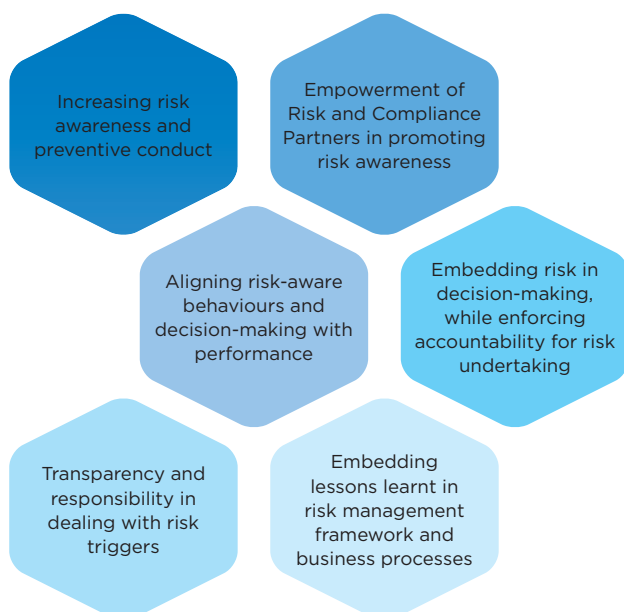 Increasing risk
awareness and
preventive conduct
Empowerment of
Risk and Compliance
Partners in promoting
risk awareness
Aligning risk-aware
behaviours and
decision-making with
performance
Embedding risk in
decision-making,
while enforcing
accountability for risk
undertaking
Transparency and
responsibility in
dealing with risk
triggers
Embedding
lessons learnt in
risk management
framework and
business processes